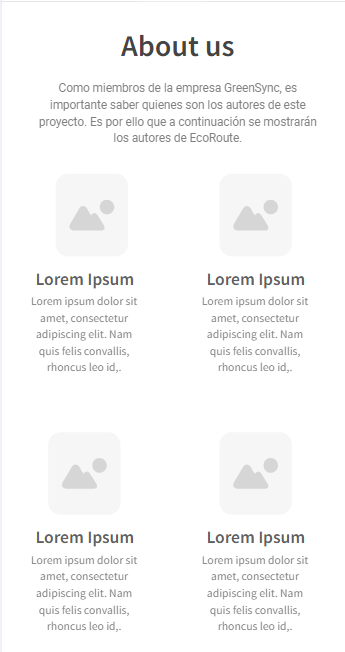 About us
Como miembros de la empresa GreenSync, es
importante saber quienes son los autores de este
proyecto. Es por ello que a continuación se mostrarán
los autores de EcoRoute.
Lorem Ipsum
Lorem ipsum dolor sit
amet, consectetur
adipiscing elit. Nam
quis felis convallis,
rhoncus leo id,.
Lorem Ipsum
Lorem ipsum dolor sit
amet, consectetur
adipiscing elit. Nam
quis felis convallis,
rhoncus leo id,.
Lorem Ipsum
Lorem ipsum dolor sit
amet, consectetur
adipiscing elit. Nam
quis felis convallis,
rhoncus leo id,.
Lorem Ipsum
Lorem ipsum dolor sit
amet, consectetur
adipiscing elit. Nam
quis felis convallis,
rhoncus leo id,.